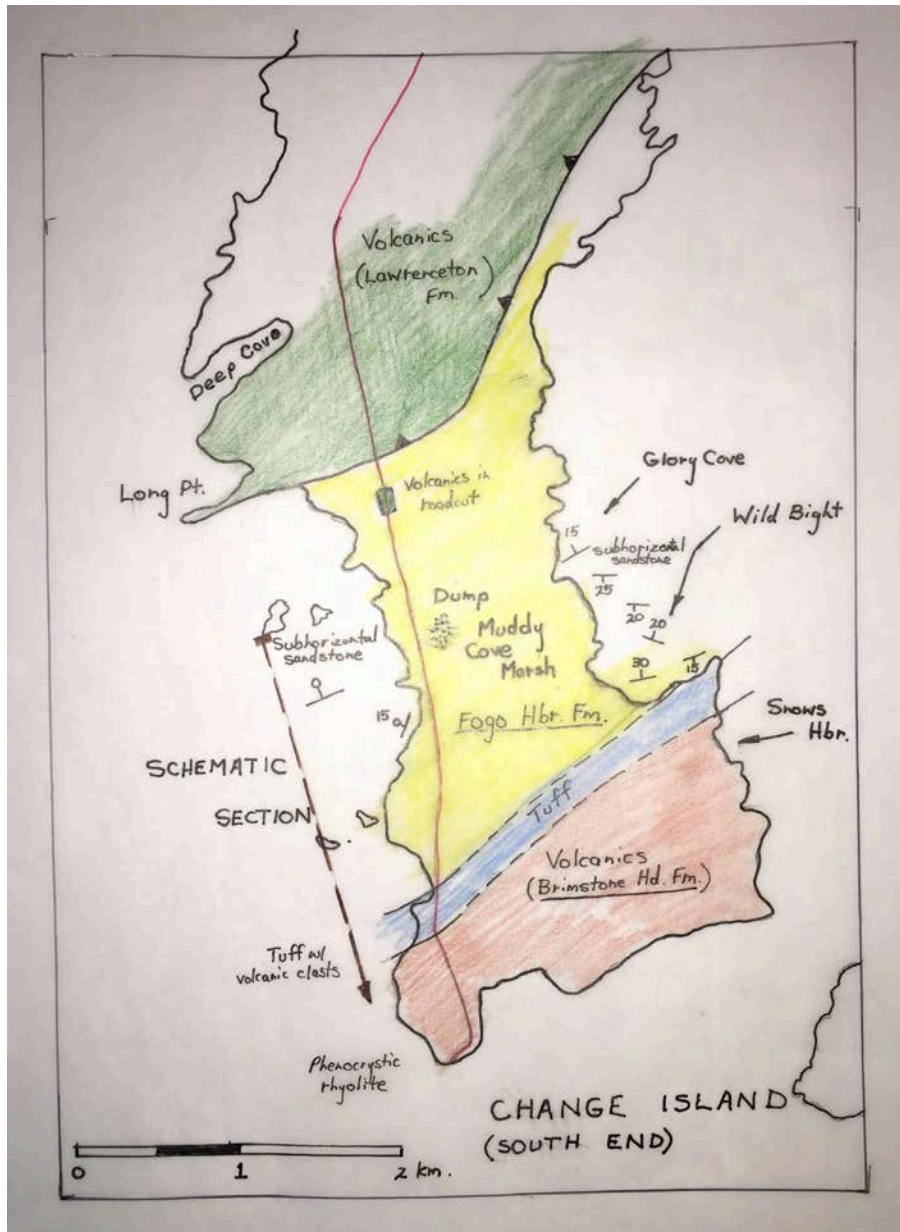 Volcanics
(Lawrenceton)
Fm.
Deep Cove
Long Pt.
Volcanics in
roadcut
Glory Cove
Wild Bight
15
subhorizontal
sandstone
25
20
20
30
15
Dump
Muddy
Cove
Marsh
Subhorizontal
sandstone
15
Fogo Hbr. Fm.
Snows
Hbr.
SCHEMATIC
SECTION
Tuff
Volcanics
(Brimstone Hd. Fm.)
Tuff w/
volcanic clasts
Phenocrystic
rhyolite
CHANGE ISLAND
(SOUTH END)
0 1 2 km.